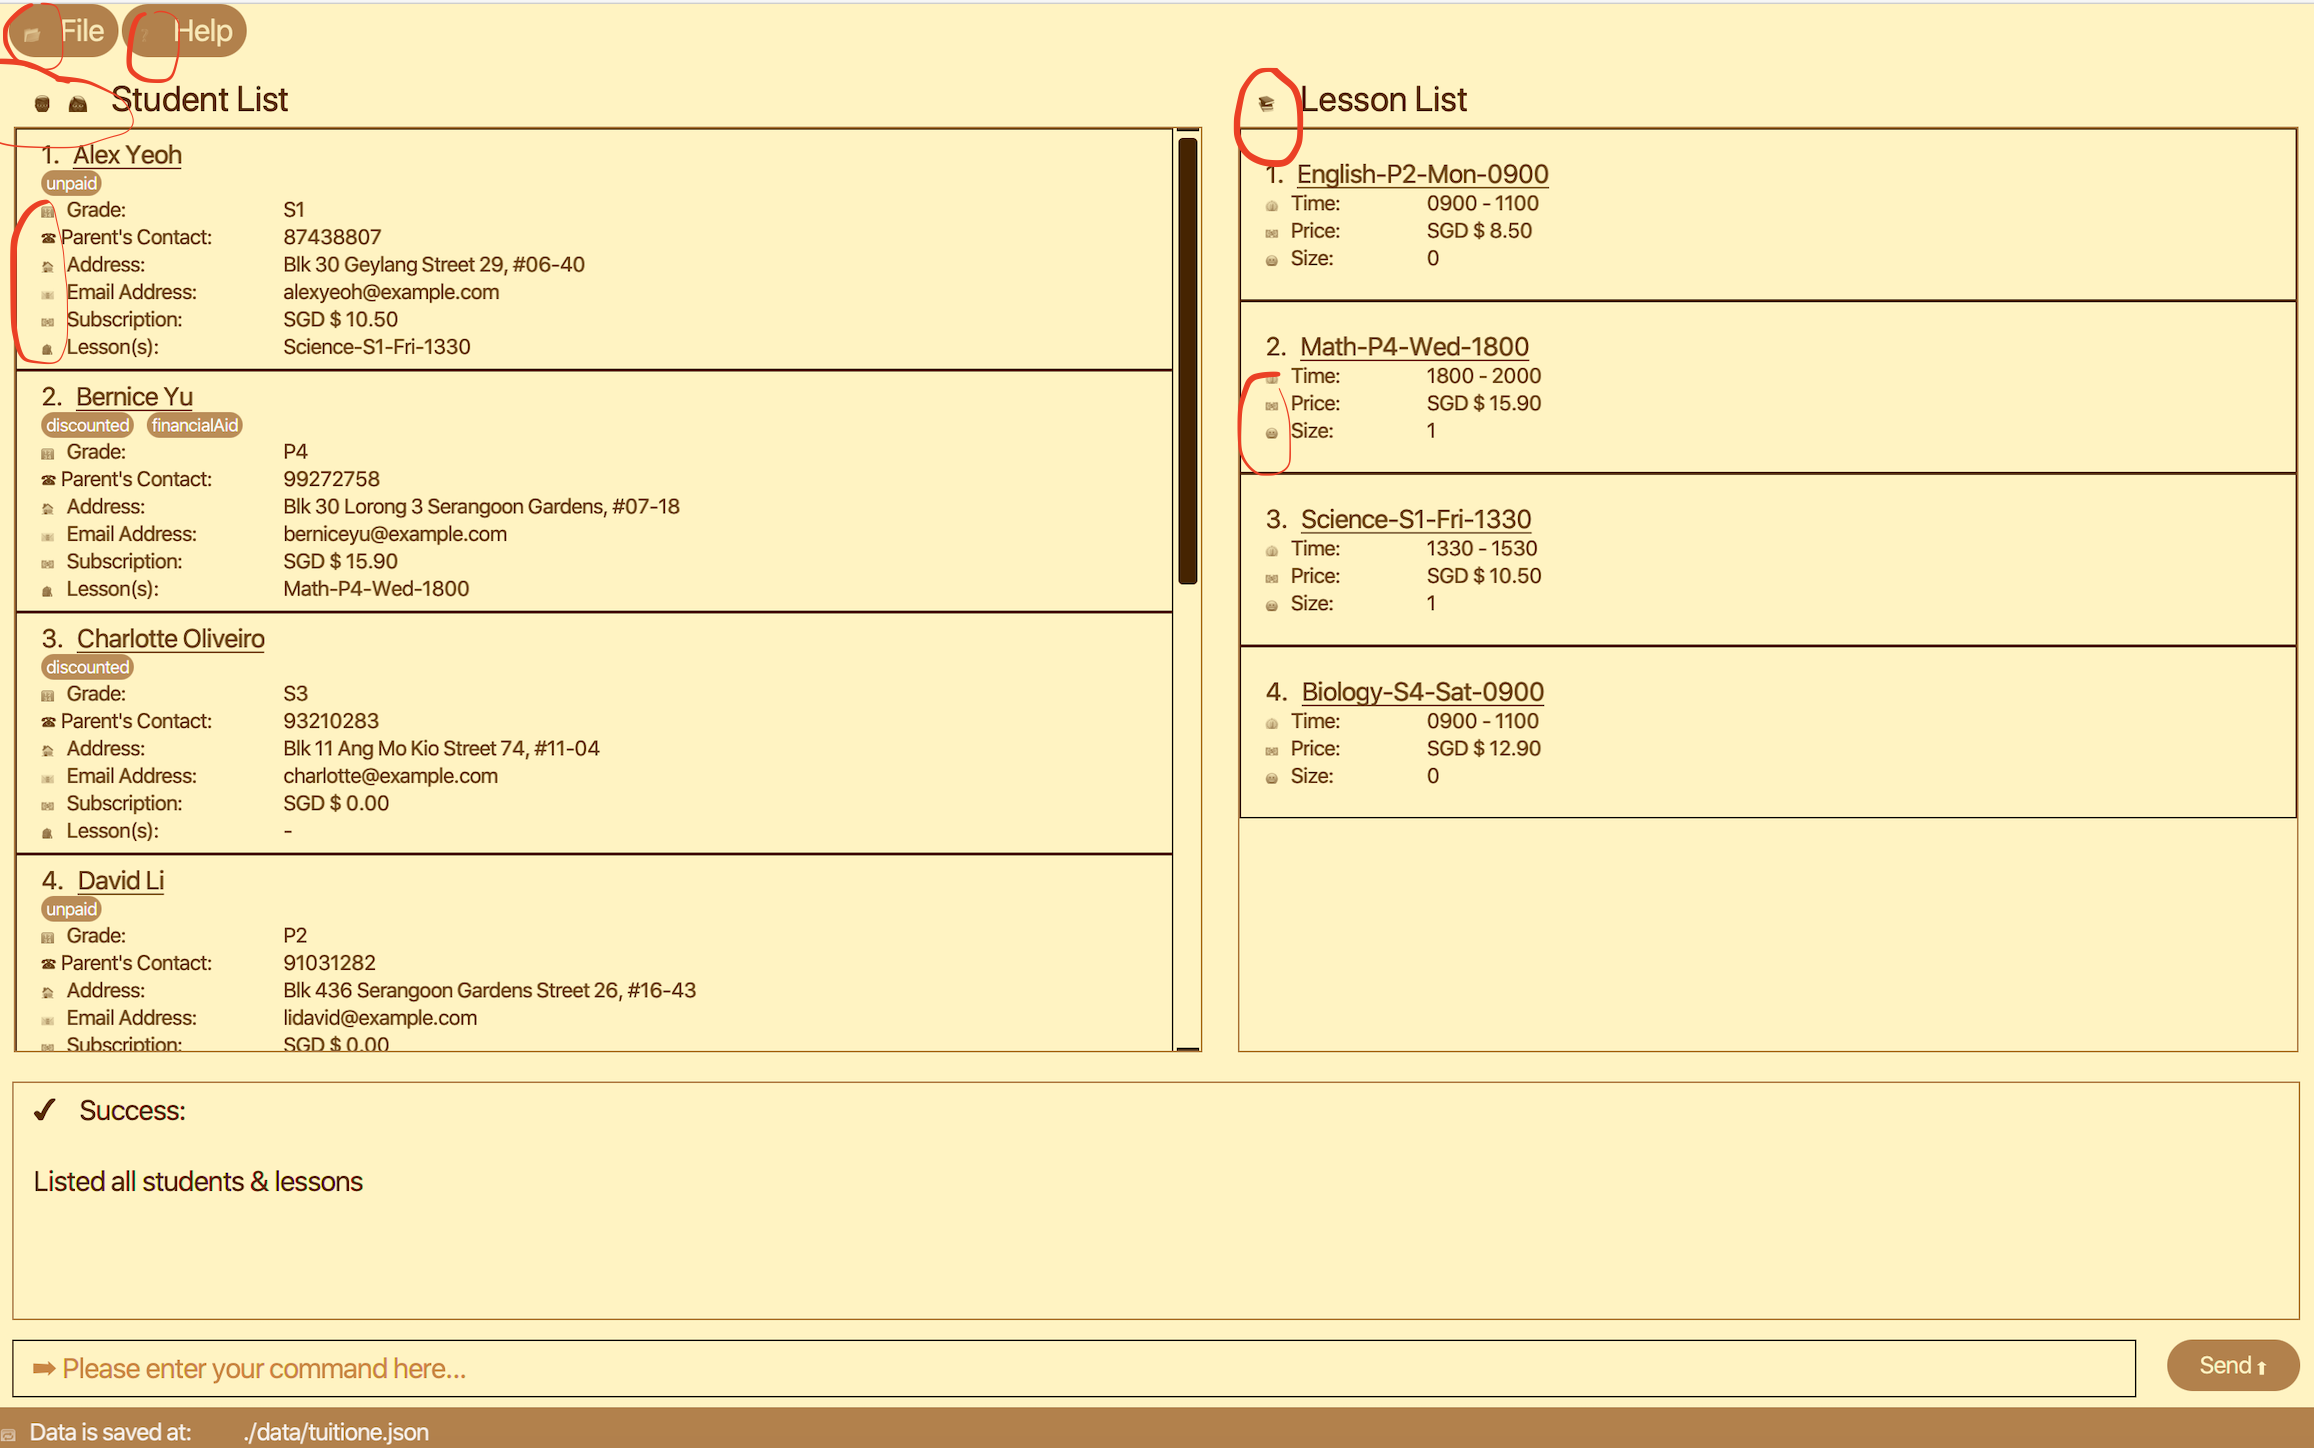 File Help
Student List
1. Alex Yeoh
unpaid
Grade: S1
Parent's Contact: 87438807
Address: Blk 30 Geylang Street 29, #06-40
Email Address: alexyeoh@example.com
Subscription: SGD $ 10.50
Lesson(s): Science-S1-Fri-1330
2. Bernice Yu
discounted financialAid
Grade: P4
Parent's Contact: 99272758
Address: Blk 30 Lorong 3 Serangoon Gardens, #07-18
Email Address: berniceyu@example.com
Subscription: SGD $ 15.90
Lesson(s): Math-P4-Wed-1800
3. Charlotte Oliveiro
discounted
Grade: S3
Parent's Contact: 93210283
Address: Blk 11 Ang Mo Kio Street 74, #11-04
Email Address: charlotte@example.com
Subscription: SGD $ 0.00
Lesson(s): -
4. David Li
unpaid
Grade: P2
Parent's Contact: 91031282
Address: Blk 436 Serangoon Gardens Street 26, #16-43
Email Address: lidavid@example.com
Subscription: SGD $ 0.00
Lesson List
1. English-P2-Mon-0900
Time: 0900 - 1100
Price: SGD $ 8.50
Size: 0
2. Math-P4-Wed-1800
Time: 1800 - 2000
Price: SGD $ 15.90
Size: 1
3. Science-S1-Fri-1330
Time: 1330 - 1530
Price: SGD $ 10.50
Size: 1
4. Biology-S4-Sat-0900
Time: 0900 - 1100
Price: SGD $ 12.90
Size: 0
✔ Success:
Listed all students & lessons
➡ Please enter your command here...
Send ⬆
Data is saved at: ./data/tuitione.json